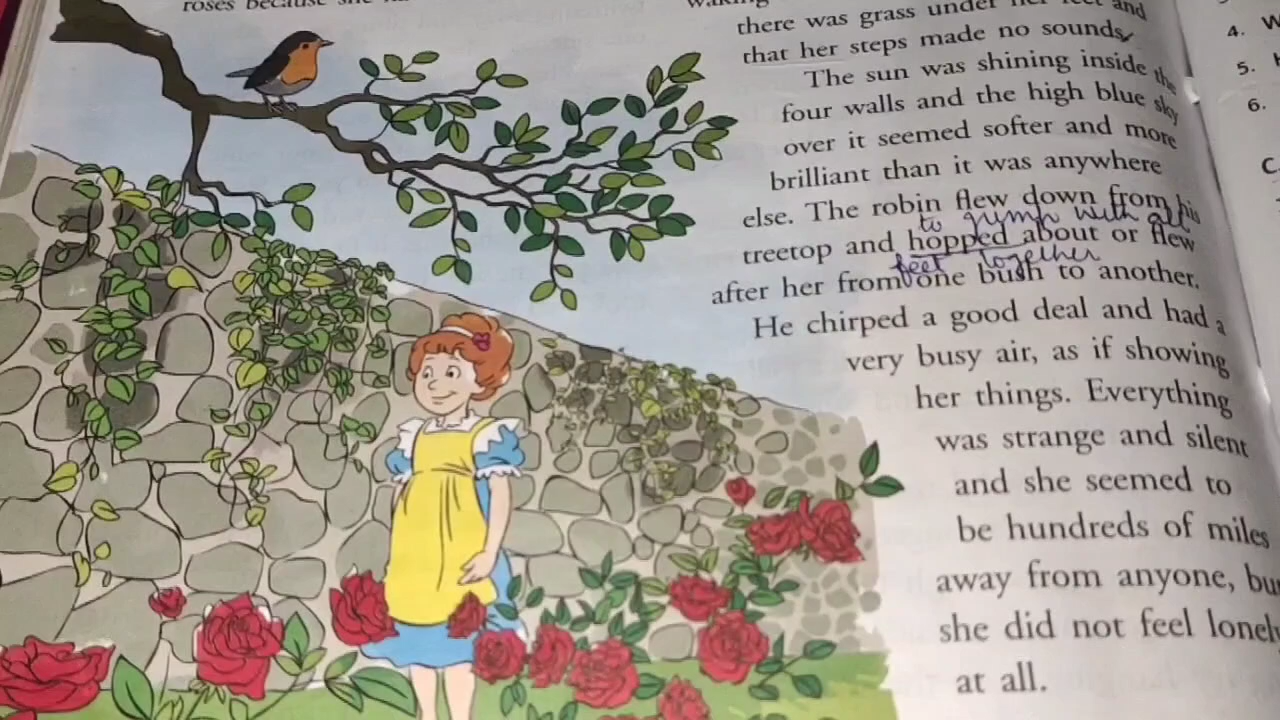 roses because she
there was grass under her feet and
that her steps made no sounds,
The sun was shining inside the
four walls and the high blue sky
over it seemed softer and more
brilliant than it was anywhere
else. The robin flew down from his
to jump with all
treetop and hopped about or flew
feet together
after her from one bush to another.
He chirped a good deal and had a
very busy air, as if showing
her things. Everything
was strange and silent
and she seemed to
be hundreds of miles
away from anyone, bu
she did not feel lonel
at all.
4.
5.
6.